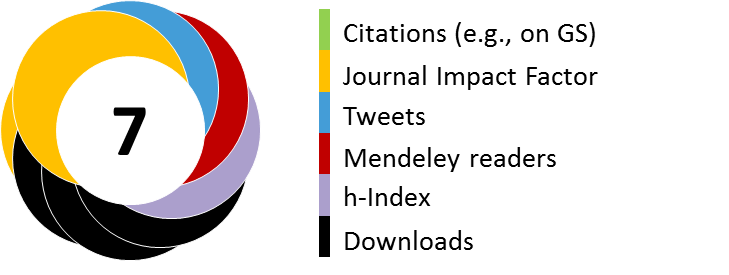 7
Citations (e.g., on GS)
Journal Impact Factor
Tweets
Mendeley readers
h-Index
Downloads